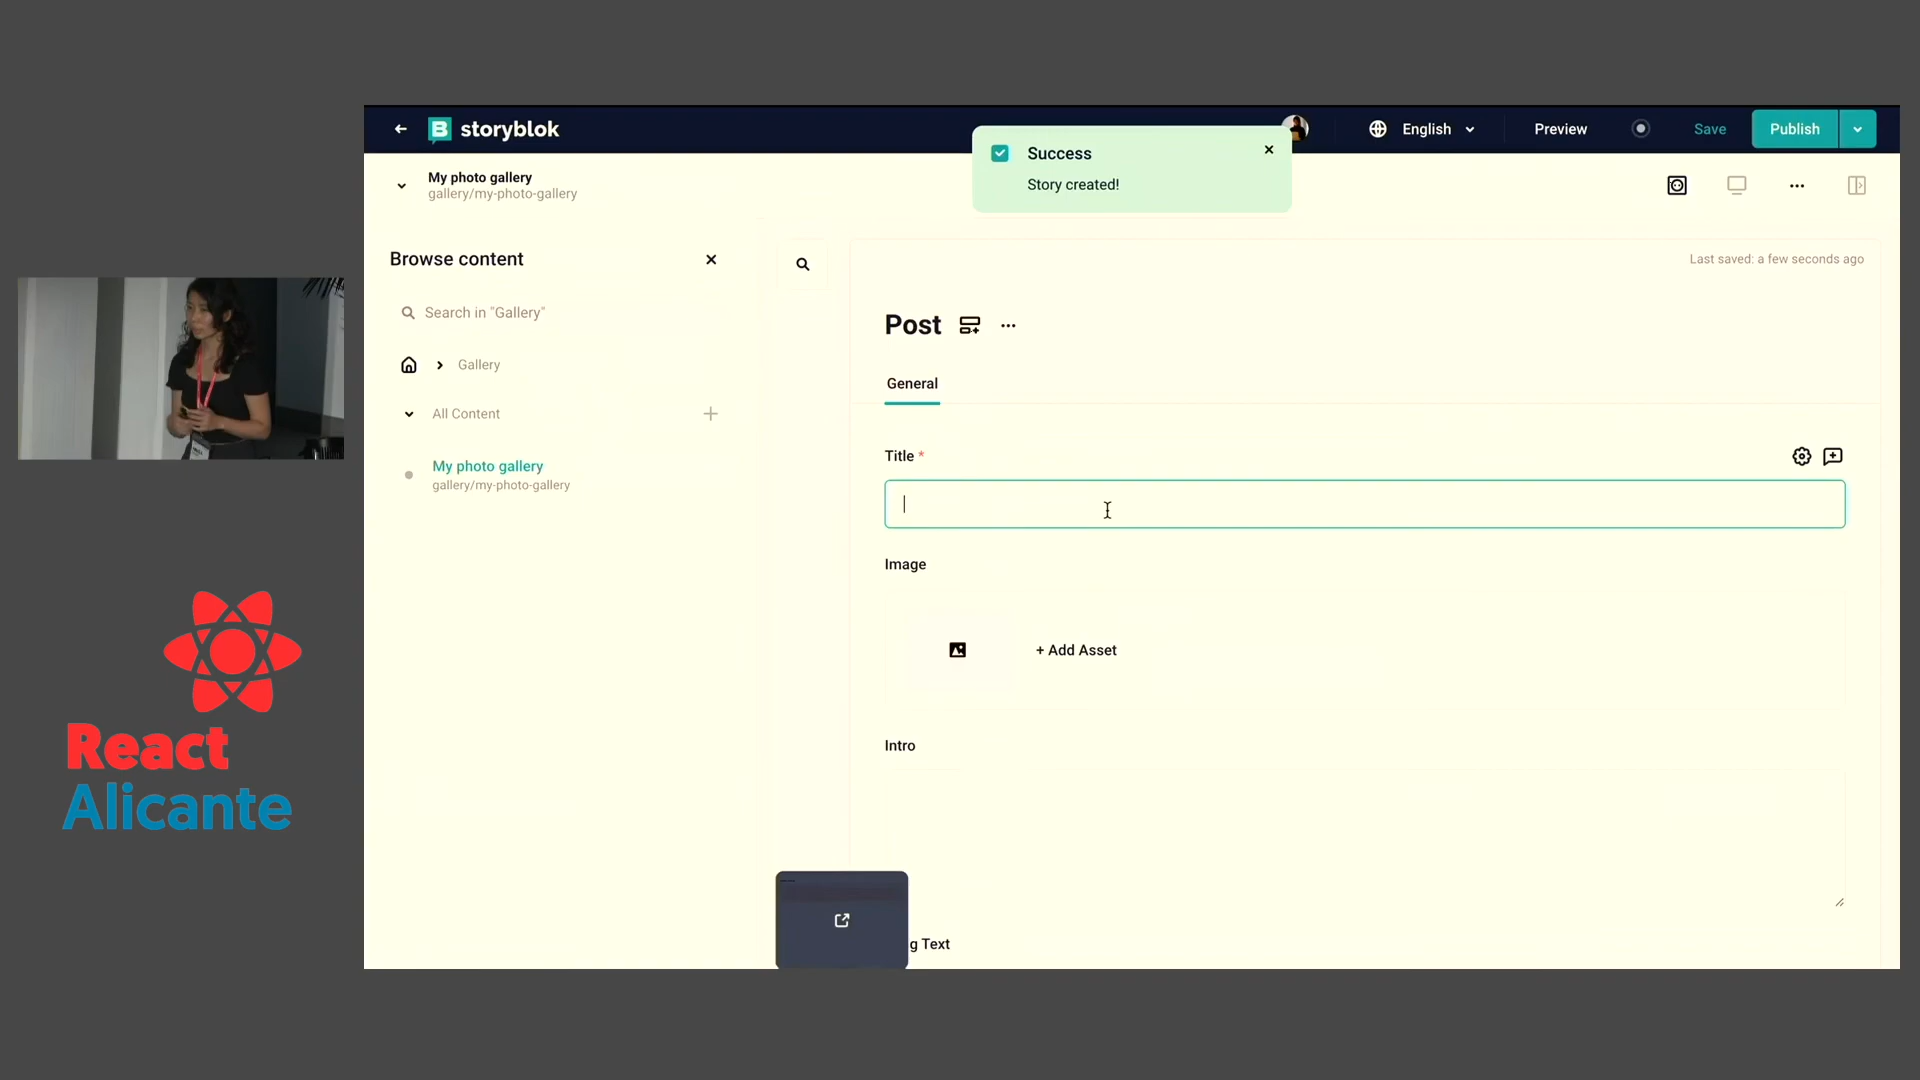 storyblok
English
Preview
Save
Publish
Success
Story created!
My photo gallery
gallery/my-photo-gallery
Browse content
Search in "Gallery"
Gallery
All Content
My photo gallery
gallery/my-photo-gallery
Last saved: a few seconds ago
Post
General
Title *
Image
+ Add Asset
Intro
g Text
React
Alicante